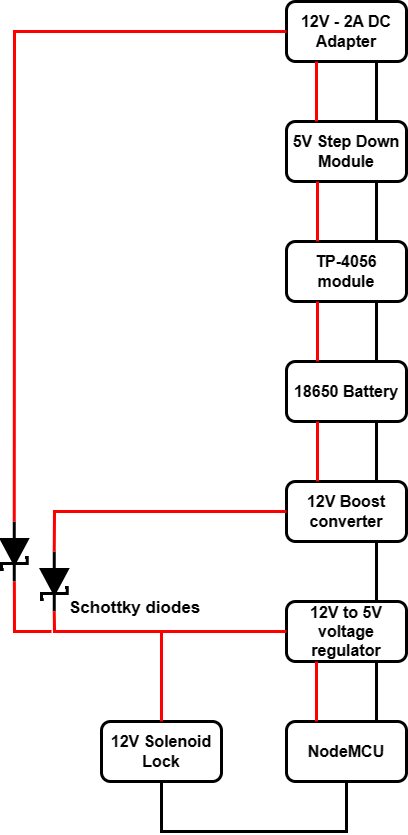 12V - 2A DC
Adapter
5V Step Down
Module
TP-4056
module
18650 Battery
12V Boost
converter
Schottky diodes
12V to 5V
voltage
regulator
12V Solenoid
Lock
NodeMCU